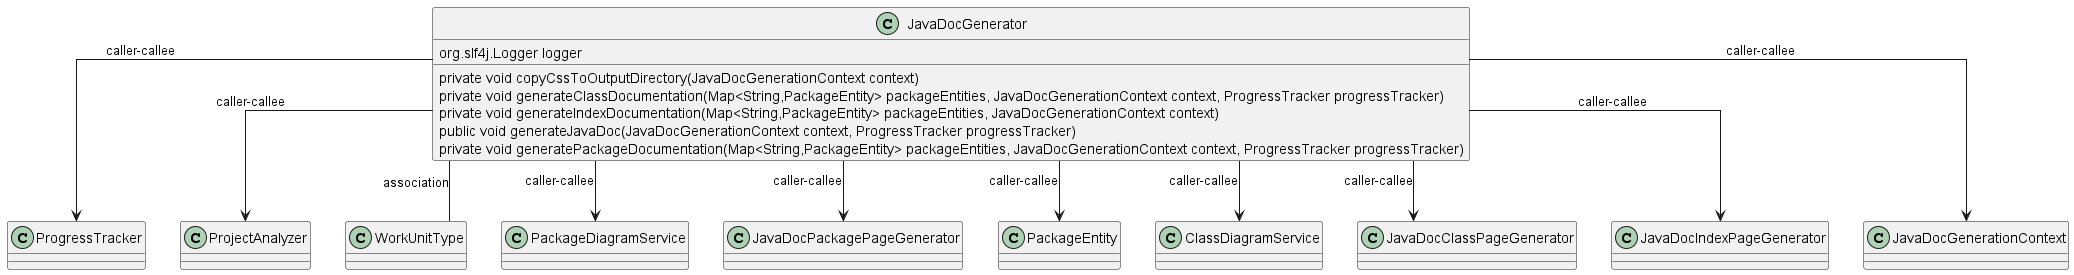 C JavaDocGenerator
org.slf4j.Logger logger
private void copyCssToOutputDirectory(JavaDocGenerationContext context)
private void generateClassDocumentation(Map<String,PackageEntity> packageEntities, JavaDocGenerationContext context, ProgressTracker progressTracker)
private void generateIndexDocumentation(Map<String,PackageEntity> packageEntities, JavaDocGenerationContext context)
public void generateJavaDoc(JavaDocGenerationContext context, ProgressTracker progressTracker)
private void generatePackageDocumentation(Map<String,PackageEntity> packageEntities, JavaDocGenerationContext context, ProgressTracker progressTracker)
caller-callee
caller-callee
caller-callee
caller-callee
association
caller-callee
caller-callee
caller-callee
caller-callee
caller-callee
C ProgressTracker
C ProjectAnalyzer
C WorkUnitType
C PackageDiagramService
C JavaDocPackagePageGenerator
C PackageEntity
C ClassDiagramService
C JavaDocClassPageGenerator
C JavaDocIndexPageGenerator
C JavaDocGenerationContext